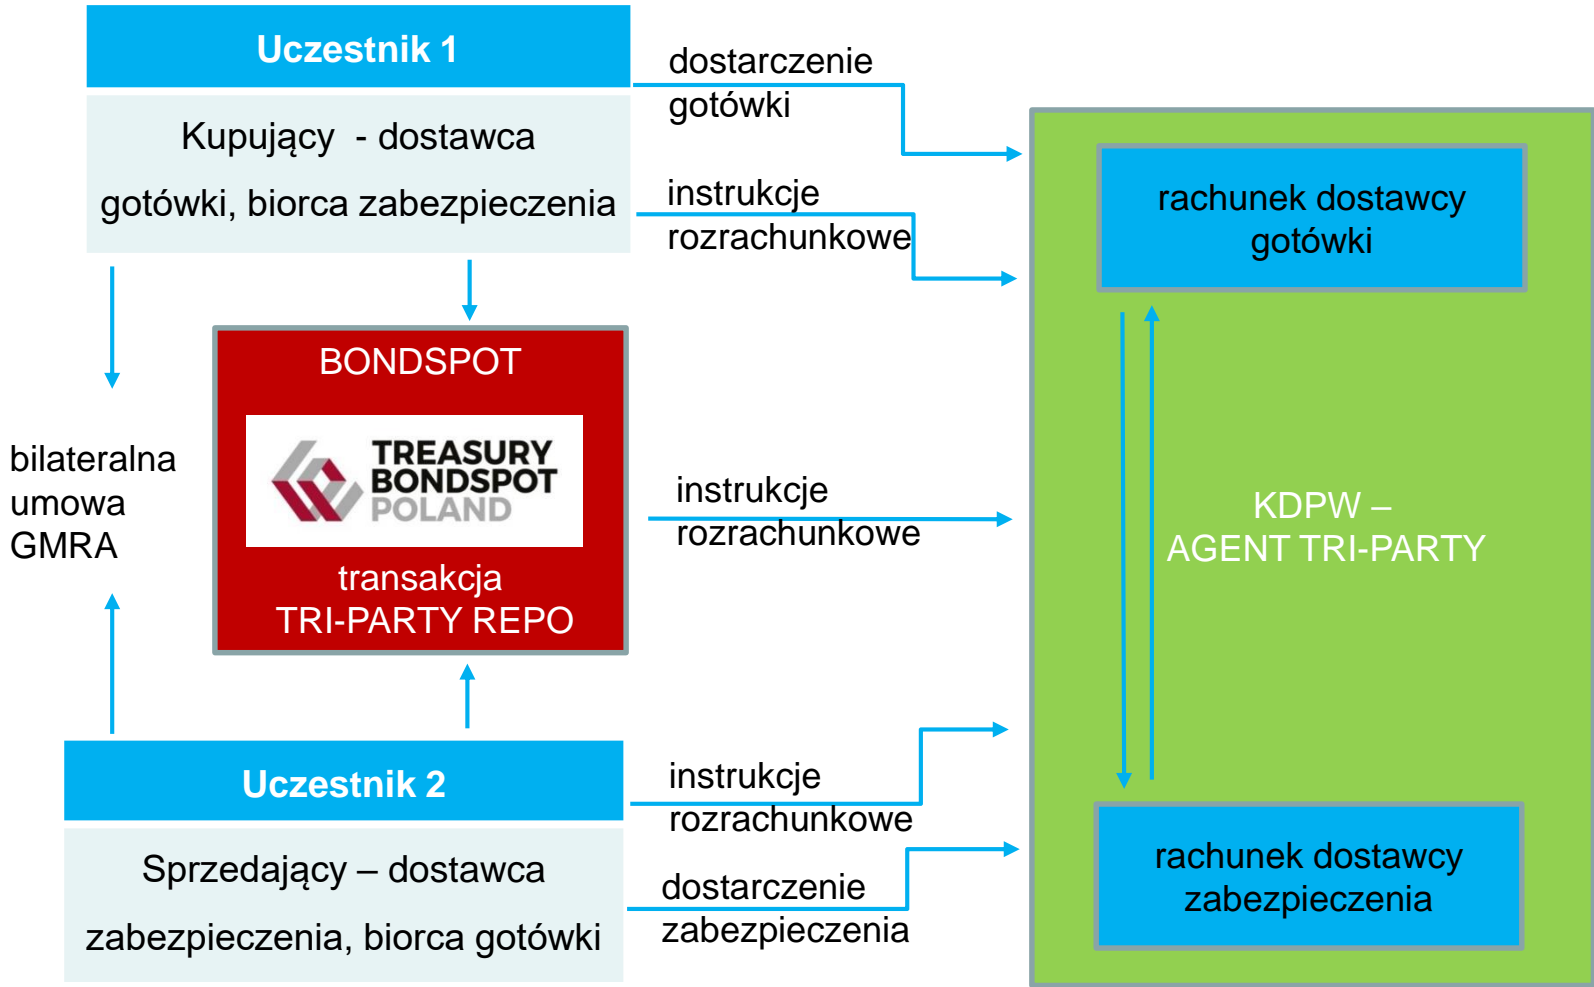 Uczestnik 1
Kupujący - dostawca
gotówki, biorca zabezpieczenia
dostarczenie
gotówki
instrukcje
rozrachunkowe
rachunek dostawcy
gotówki
BONDSPOT
TREASURY
BONDSPOT
POLAND
transakcja
TRI-PARTY REPO
bilateralna
umowa
GMRA
instrukcje
rozrachunkowe
KDPW –
AGENT TRI-PARTY
Uczestnik 2
Sprzedający – dostawca
zabezpieczenia, biorca gotówki
instrukcje
rozrachunkowe
dostarczenie
zabezpieczenia
rachunek dostawcy
zabezpieczenia